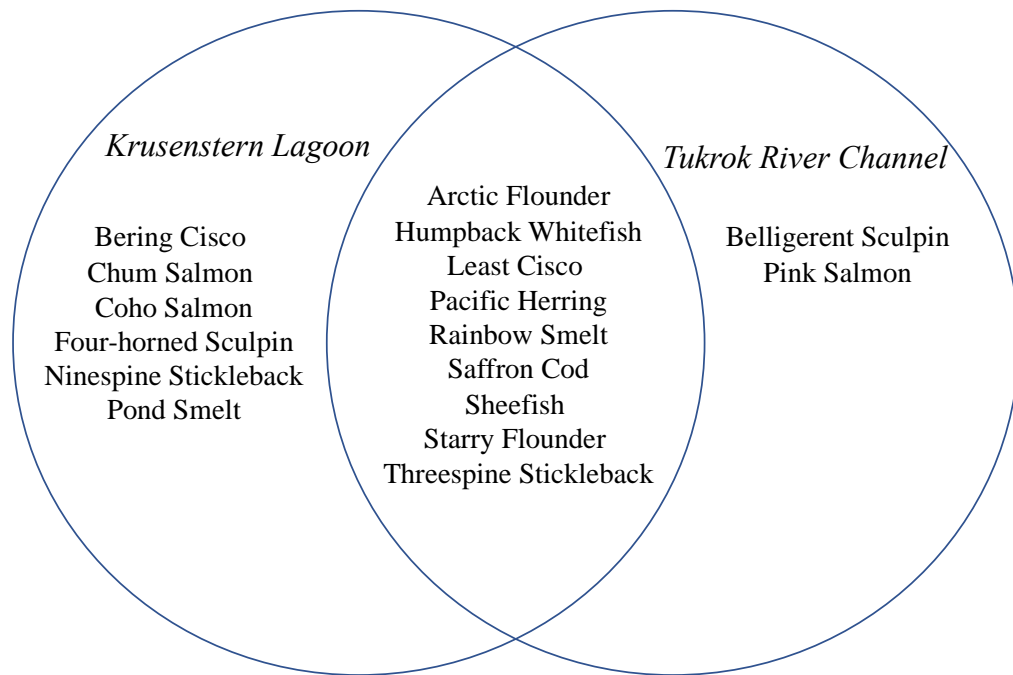 Krusenstern Lagoon
Bering Cisco
Chum Salmon
Coho Salmon
Four-horned Sculpin
Ninespine Stickleback
Pond Smelt
Arctic Flounder
Humpback Whitefish
Least Cisco
Pacific Herring
Rainbow Smelt
Saffron Cod
Sheefish
Starry Flounder
Threespine Stickleback
Tukrok River Channel
Belligerent Sculpin
Pink Salmon